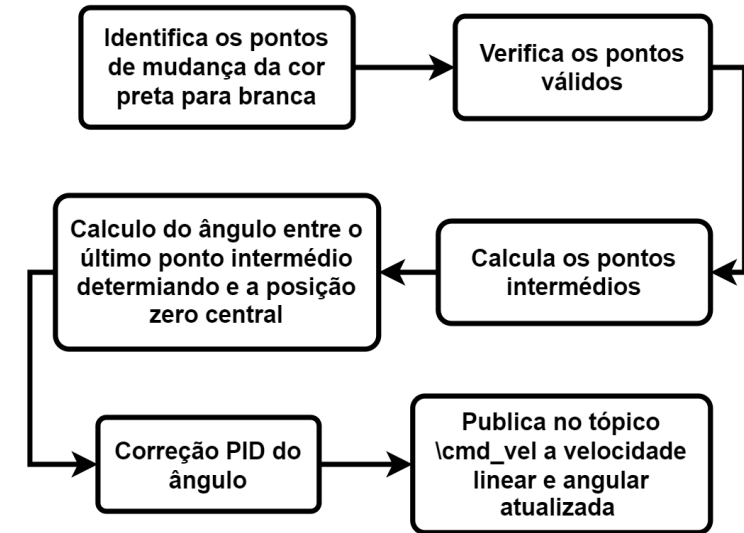 Identifica os pontos
de mudança da cor
preta para branca
Verifica os pontos
válidos
Calcula os pontos
intermédios
Calculo do ângulo entre o
último ponto intermédio
determiando e a posição
zero central
Correção PID do
ângulo
Publica no tópico
\cmd_vel a velocidade
linear e angular
atualizada